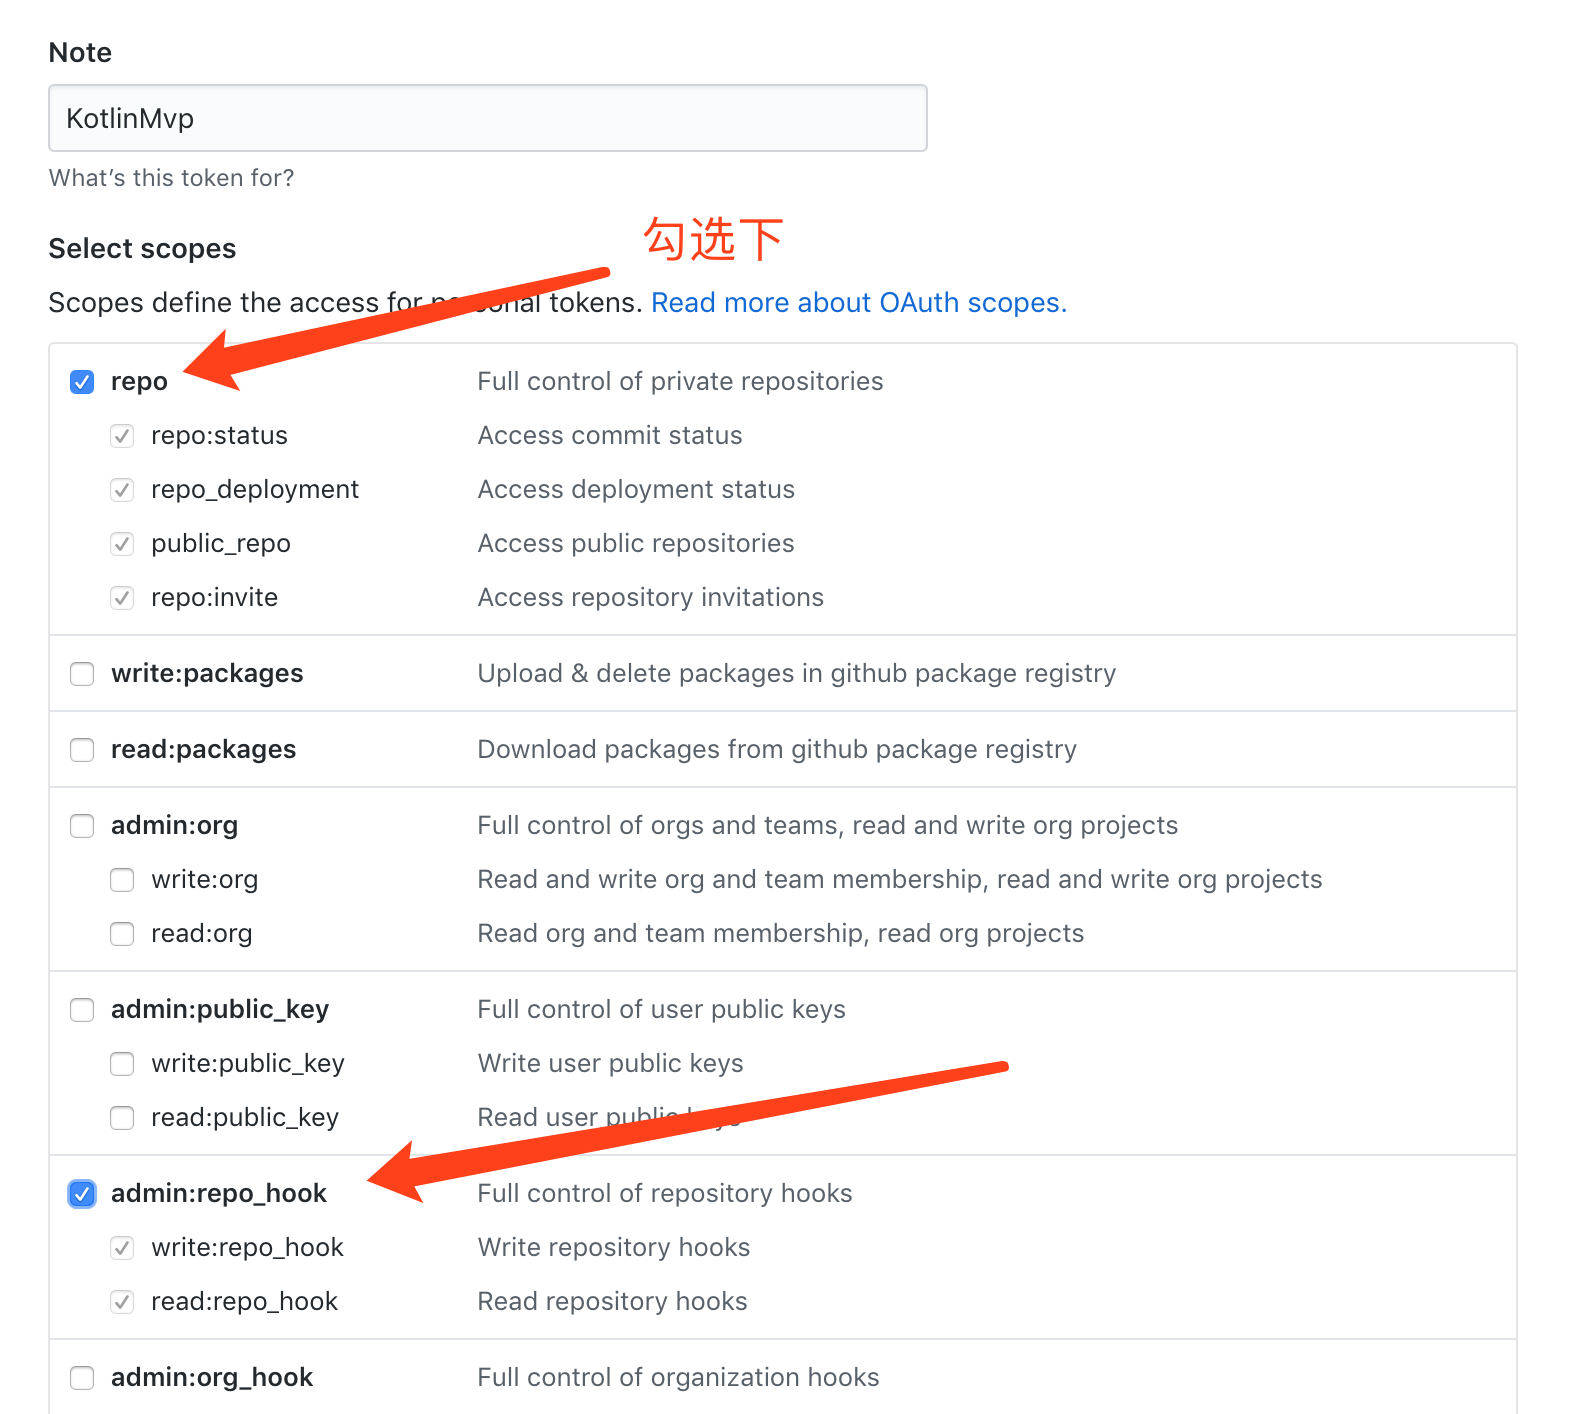 Note
KotlinMvp
What's this token for?
勾选下
Select scopes
Scopes define the access for personal tokens. Read more about OAuth scopes.
repo Full control of private repositories
repo:status Access commit status
repo_deployment Access deployment status
public_repo Access public repositories
repo:invite Access repository invitations
write:packages Upload & delete packages in github package registry
read:packages Download packages from github package registry
admin:org Full control of orgs and teams, read and write org projects
write:org Read and write org and team membership, read and write org projects
read:org Read org and team membership, read org projects
admin:public_key Full control of user public keys
write:public_key Write user public keys
read:public_key Read user public keys
admin:repo_hook Full control of repository hooks
write:repo_hook Write repository hooks
read:repo_hook Read repository hooks
admin:org_hook Full control of organization hooks